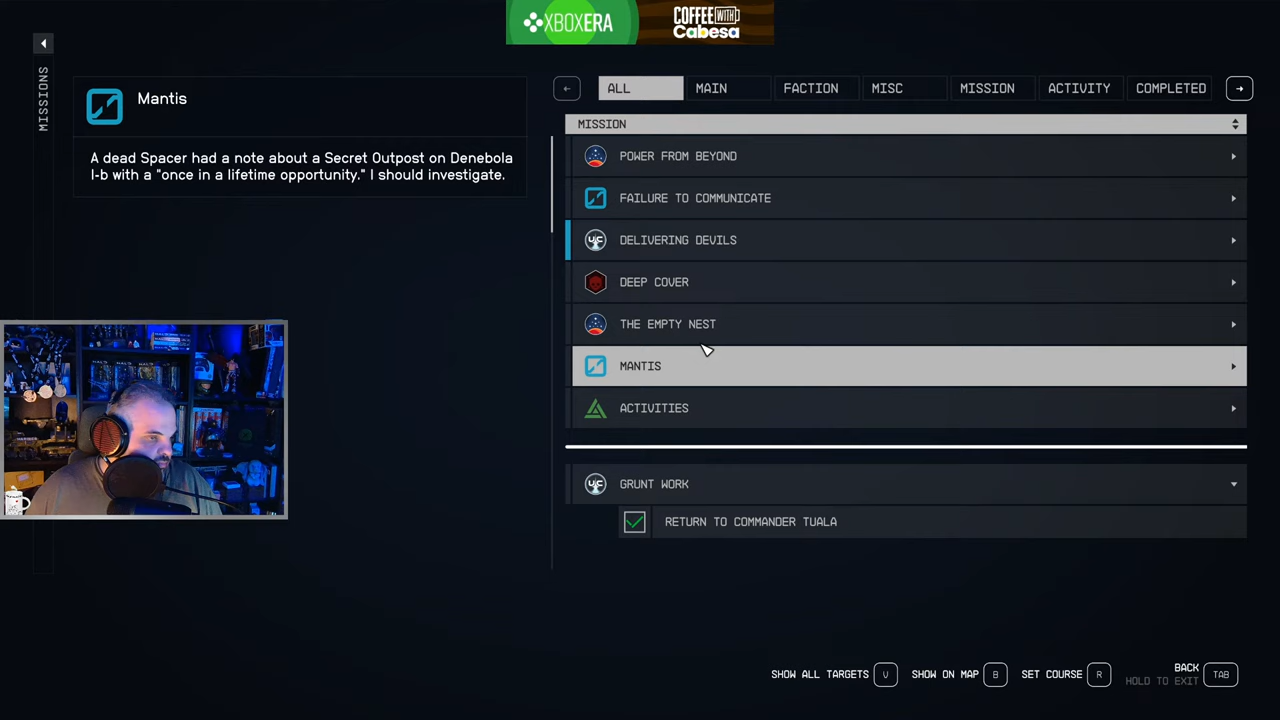 XBOXERA
COFFEE WITH
Cabesa
MISSIONS
Mantis
A dead Spacer had a note about a Secret Outpost on Denebola
I-b with a "once in a lifetime opportunity." I should investigate.
ALL
MAIN
FACTION
MISC
MISSION
ACTIVITY
COMPLETED
MISSION
POWER FROM BEYOND
FAILURE TO COMMUNICATE
UC DELIVERING DEVILS
DEEP COVER
THE EMPTY NEST
MANTIS
ACTIVITIES
UC GRUNT WORK
RETURN TO COMMANDER TUALA
SHOW ALL TARGETS V
SHOW ON MAP B
SET COURSE R
BACK
HOLD TO EXIT
TAB